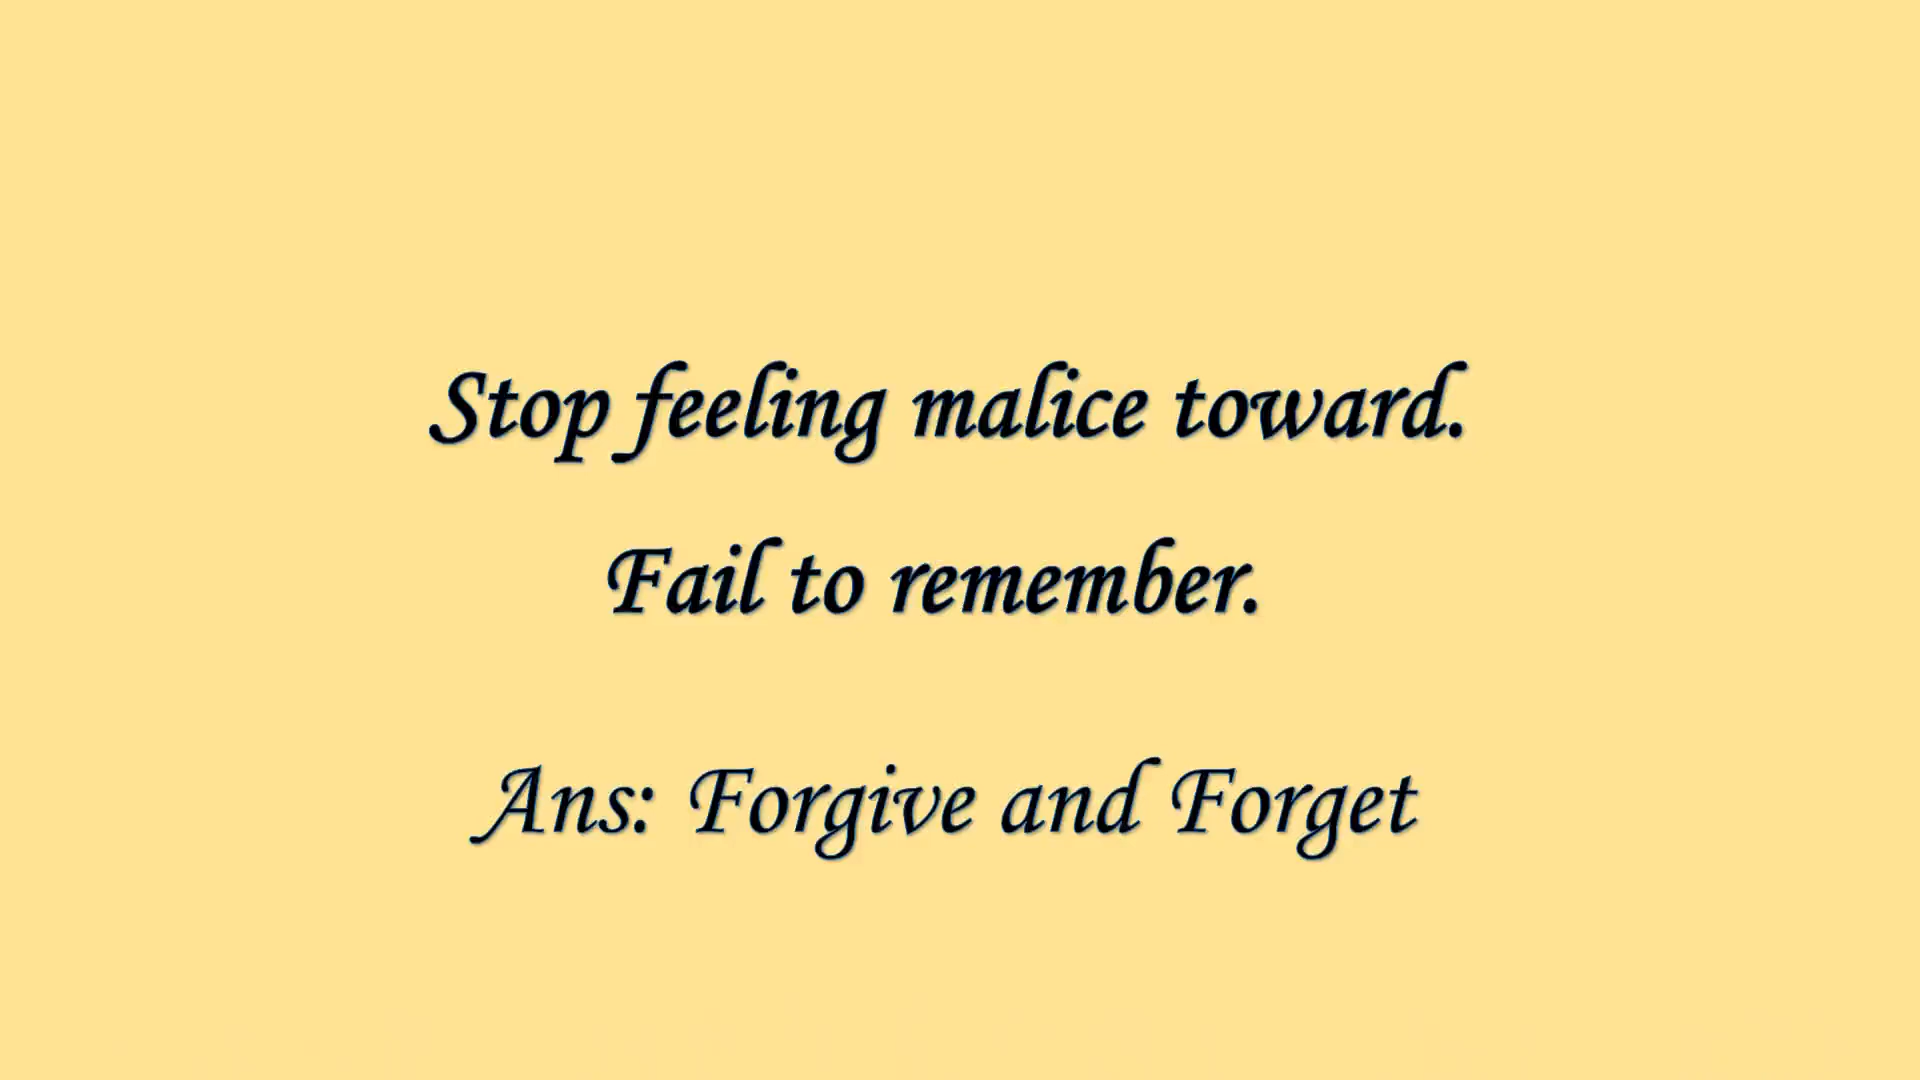 Stop feeling malice toward.
Fail to remember.
Ans: Forgive and Forget